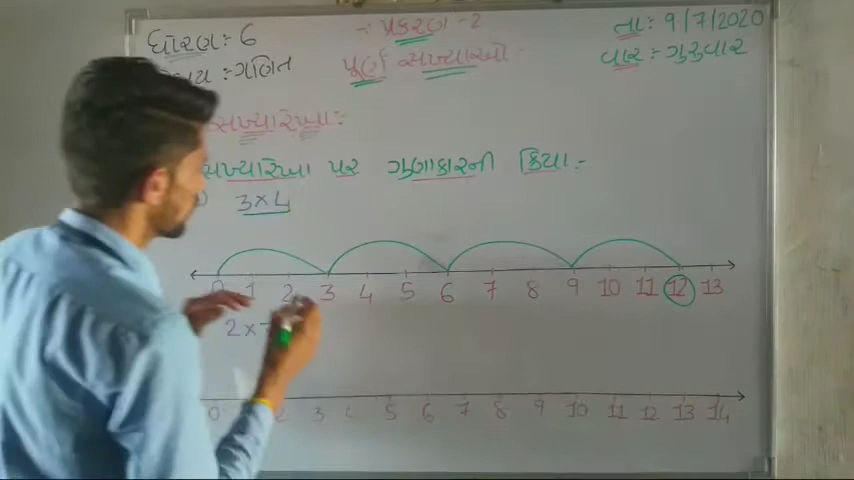 ધોરણ : 6
-: પ્રકરણ -2
તા : 9/7/2020
ગણિત
પૂર્ણ સંખ્યાઓ
વાર : ગુરુવાર
સંખ્યારેખા :
સંખ્યારેખા પર ગુણાકારની ક્રિયા :-
3×4
0 1 2 3 4 5 6 7 8 9 10 11 12 13
2×7
0 2 3 4 5 6 7 8 9 10 11 12 13 14